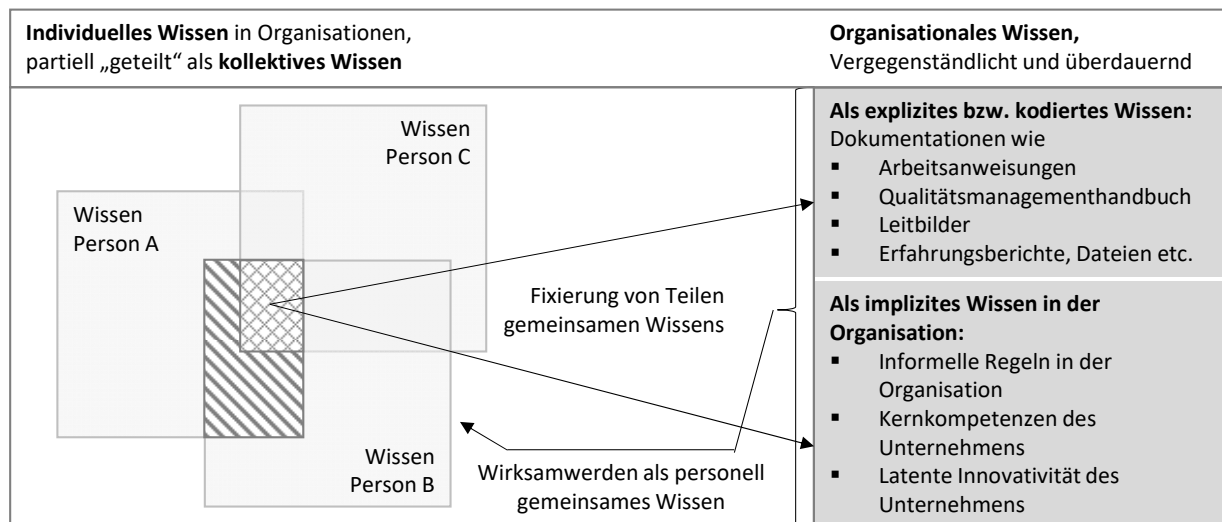 Individuelles Wissen in Organisationen,
partiell „geteilt“ als kollektives Wissen
Organisationales Wissen,
Vergegenständlicht und überdauernd
Wissen
Person C
Wissen
Person A
Wissen
Person B
Fixierung von Teilen
gemeinsamen Wissens
Wirksamwerden als personell
gemeinsames Wissen
Als explizites bzw. kodiertes Wissen:
Dokumentationen wie
▪ Arbeitsanweisungen
▪ Qualitätsmanagementhandbuch
▪ Leitbilder
▪ Erfahrungsberichte, Dateien etc.
Als implizites Wissen in der
Organisation:
▪ Informelle Regeln in der
Organisation
▪ Kernkompetenzen des
Unternehmens
▪ Latente Innovativität des
Unternehmens